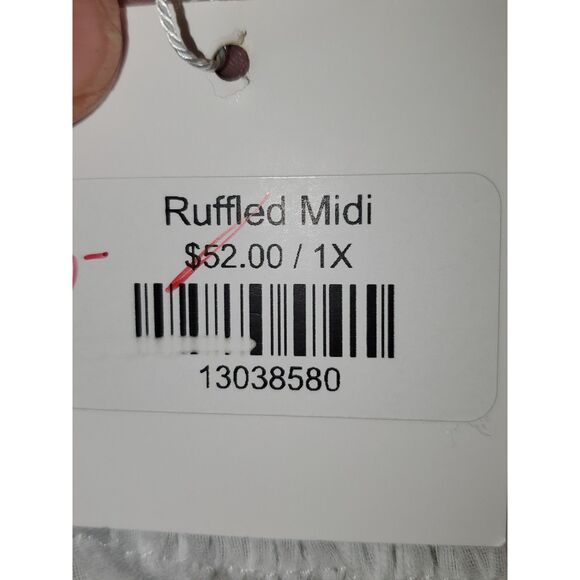 Ruffled Midi
$52.00 / 1X
13038580